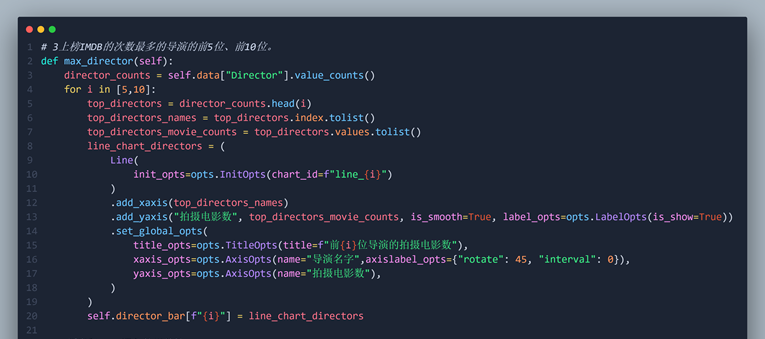 1 # 3上榜IMDB的次数最多的导演的前5位、前10位。
2 def max_director(self):
3     director_counts = self.data["Director"].value_counts()
4     for i in [5,10]:
5         top_directors = director_counts.head(i)
6         top_directors_names = top_directors.index.tolist()
7         top_directors_movie_counts = top_directors.values.tolist()
8         line_chart_directors = (
9             Line(
10                 init_opts=opts.InitOpts(chart_id=f"line_{i}")
11             )
12             .add_xaxis(top_directors_names)
13             .add_yaxis("拍摄电影数", top_directors_movie_counts, is_smooth=True, label_opts=opts.LabelOpts(is_show=True))
14             .set_global_opts(
15                 title_opts=opts.TitleOpts(title=f"前{i}位导演的拍摄电影数"),
16                 xaxis_opts=opts.AxisOpts(name="导演名字",axislabel_opts={"rotate": 45, "interval": 0}),
17                 yaxis_opts=opts.AxisOpts(name="拍摄电影数"),
18             )
19         )
20         self.director_bar[f"{i}"] = line_chart_directors
21